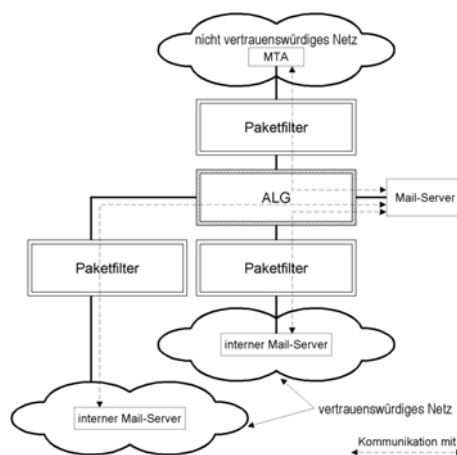 nicht vertrauenswürdiges Netz
MTA
Paketfilter
ALG
Mail-Server
Paketfilter
Paketfilter
interner Mail-Server
interner Mail-Server
vertrauenswürdiges Netz
Kommunikation mit